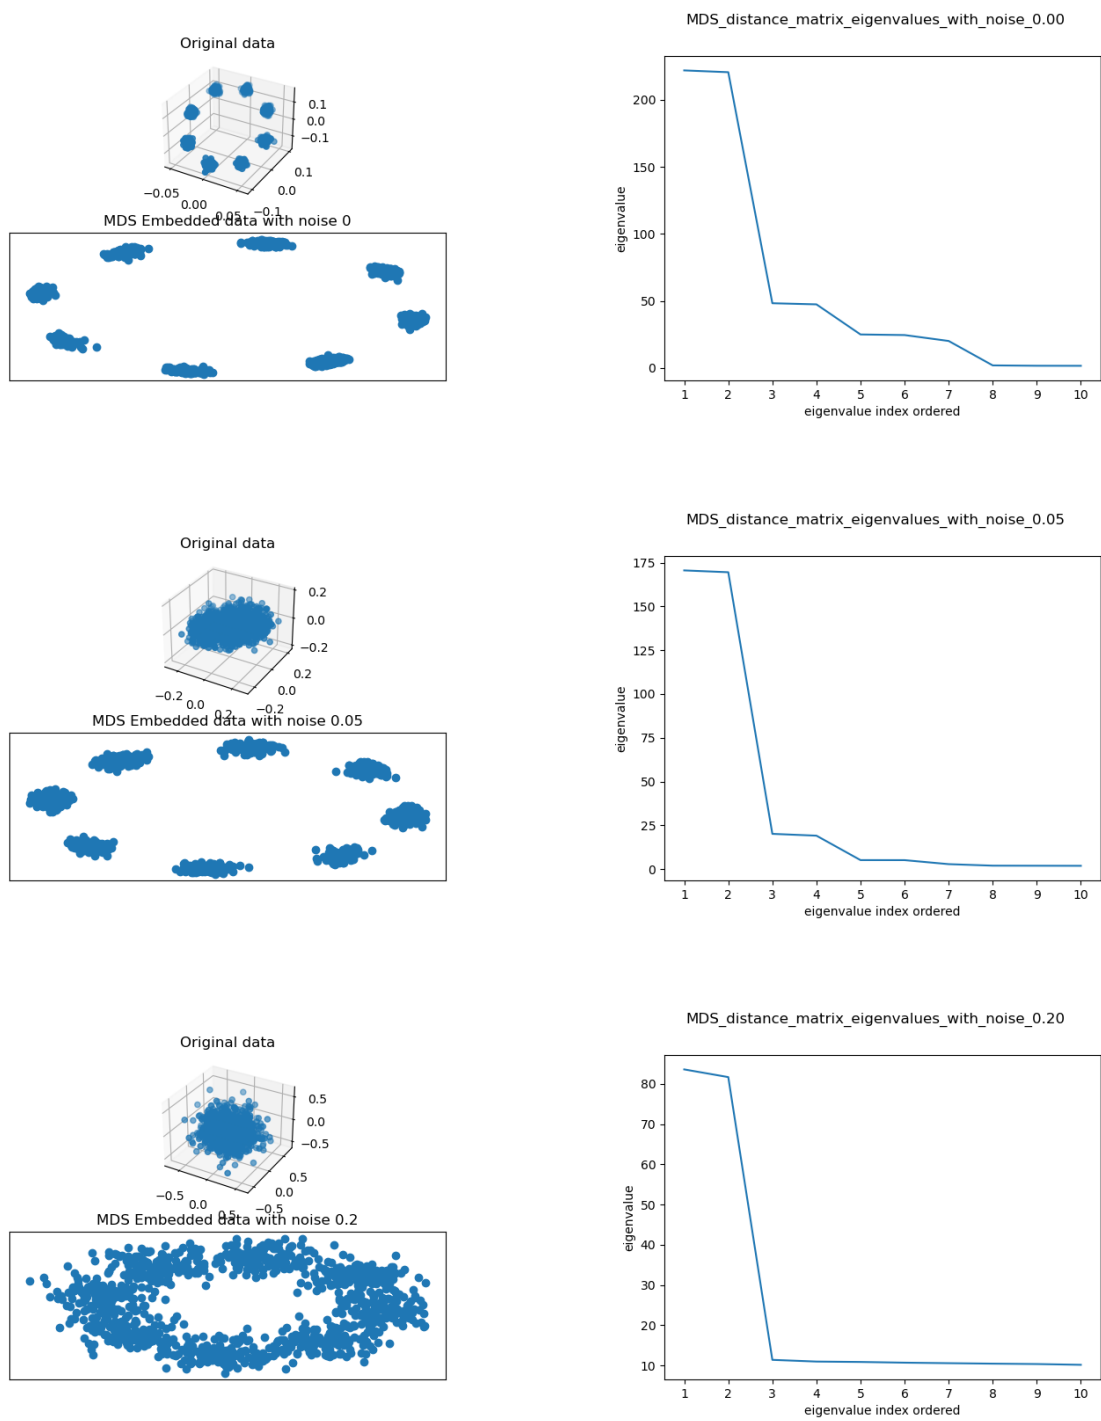 MDS_distance_matrix_eigenvalues_with_noise_0.00
Original data
0.1
0.0
−0.1
0.1
0.0
−0.1
−0.05
0.00
0.05
MDS Embedded data with noise 0
200
150
100
50
0
eigenvalue
1 2 3 4 5 6 7 8 9 10
eigenvalue index ordered
MDS_distance_matrix_eigenvalues_with_noise_0.05
Original data
0.2
0.0
−0.2
0.2
0.0
−0.2
−0.2
0.0
0.2
MDS Embedded data with noise 0.05
175
150
125
100
75
50
25
0
eigenvalue
1 2 3 4 5 6 7 8 9 10
eigenvalue index ordered
MDS_distance_matrix_eigenvalues_with_noise_0.20
Original data
0.5
0.0
−0.5
0.5
0.0
−0.5
−0.5
0.0
0.5
MDS Embedded data with noise 0.2
80
70
60
50
40
30
20
10
eigenvalue
1 2 3 4 5 6 7 8 9 10
eigenvalue index ordered